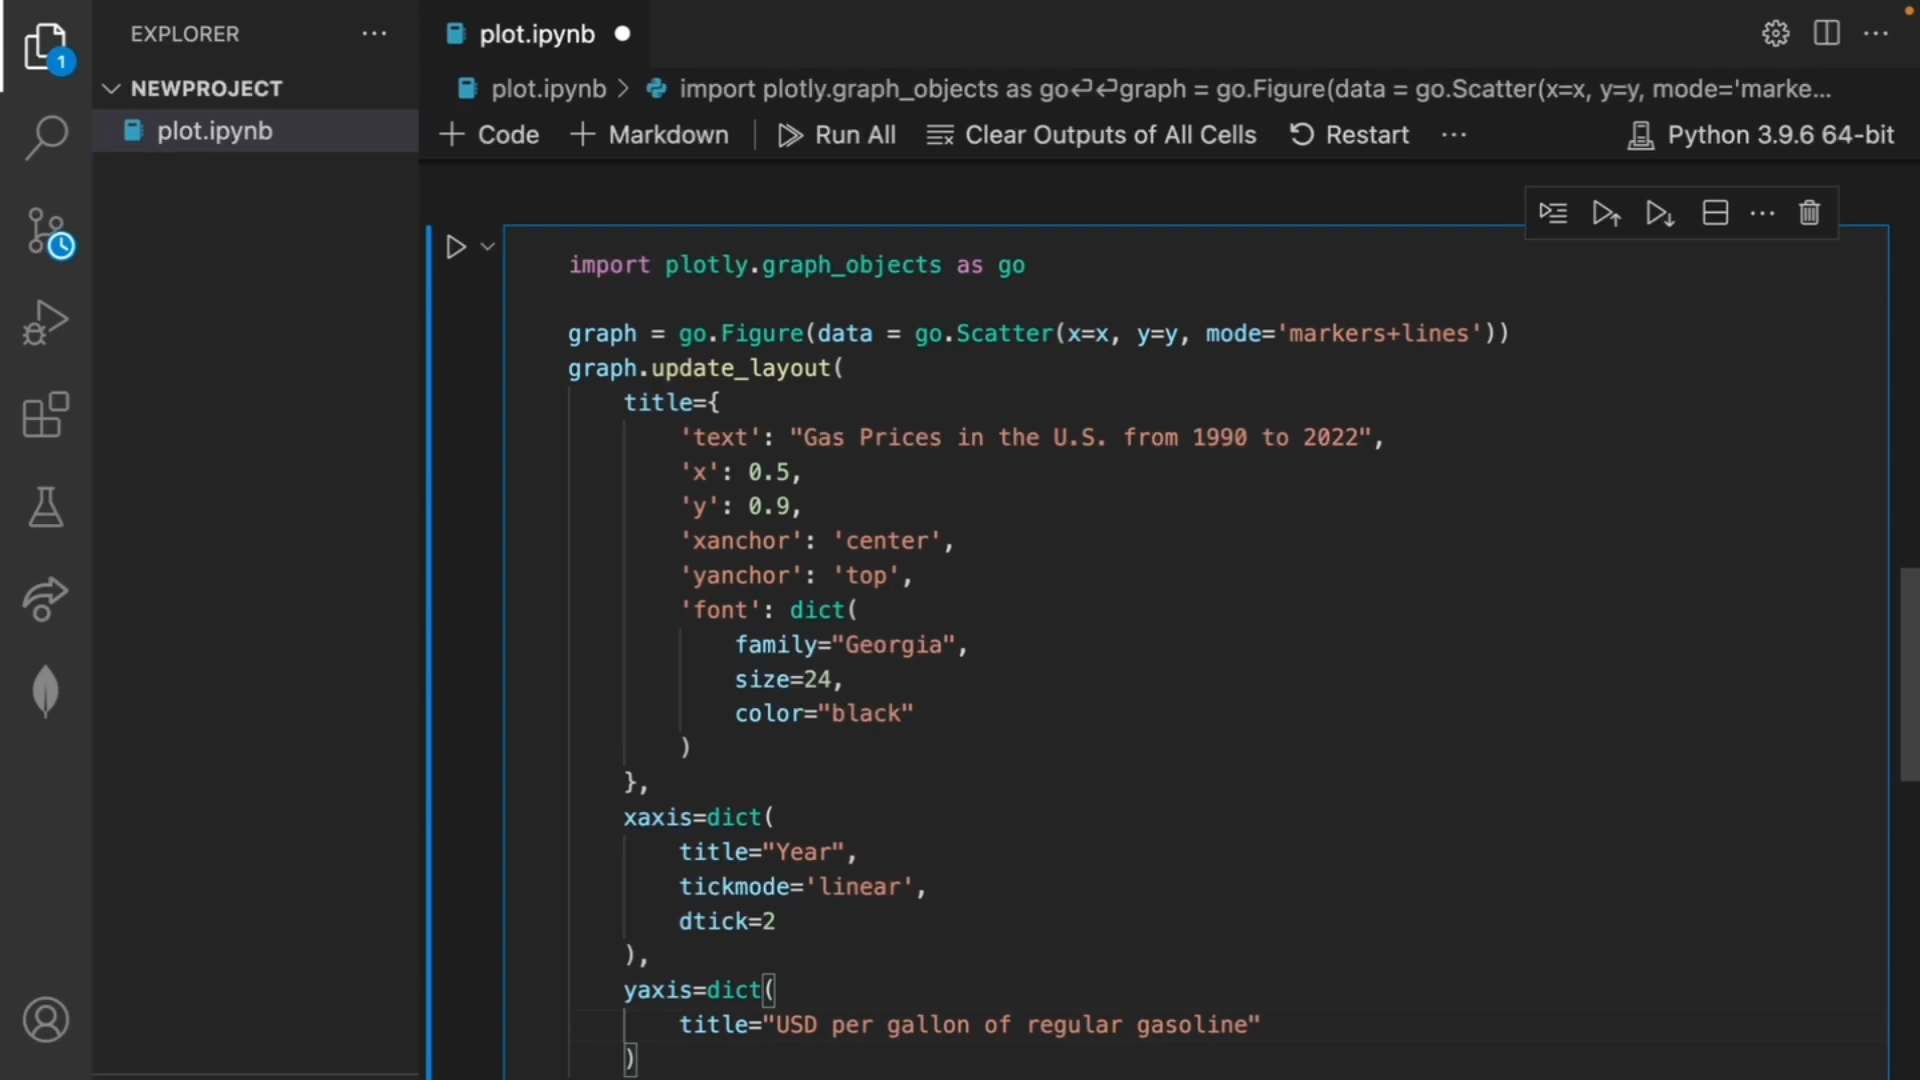 EXPLORER
NEWPROJECT
plot.ipynb
1
plot.ipynb
plot.ipynb > import plotly.graph_objects as go↵↵graph = go.Figure(data = go.Scatter(x=x, y=y, mode='marke...
+ Code + Markdown Run All Clear Outputs of All Cells Restart ... Python 3.9.6 64-bit
import plotly.graph_objects as go
graph = go.Figure(data = go.Scatter(x=x, y=y, mode='markers+lines'))
graph.update_layout(
title={
'text': "Gas Prices in the U.S. from 1990 to 2022",
'x': 0.5,
'y': 0.9,
'xanchor': 'center',
'yanchor': 'top',
'font': dict(
family="Georgia",
size=24,
color="black"
)
},
xaxis=dict(
title="Year",
tickmode='linear',
dtick=2
),
yaxis=dict(
title="USD per gallon of regular gasoline"
)